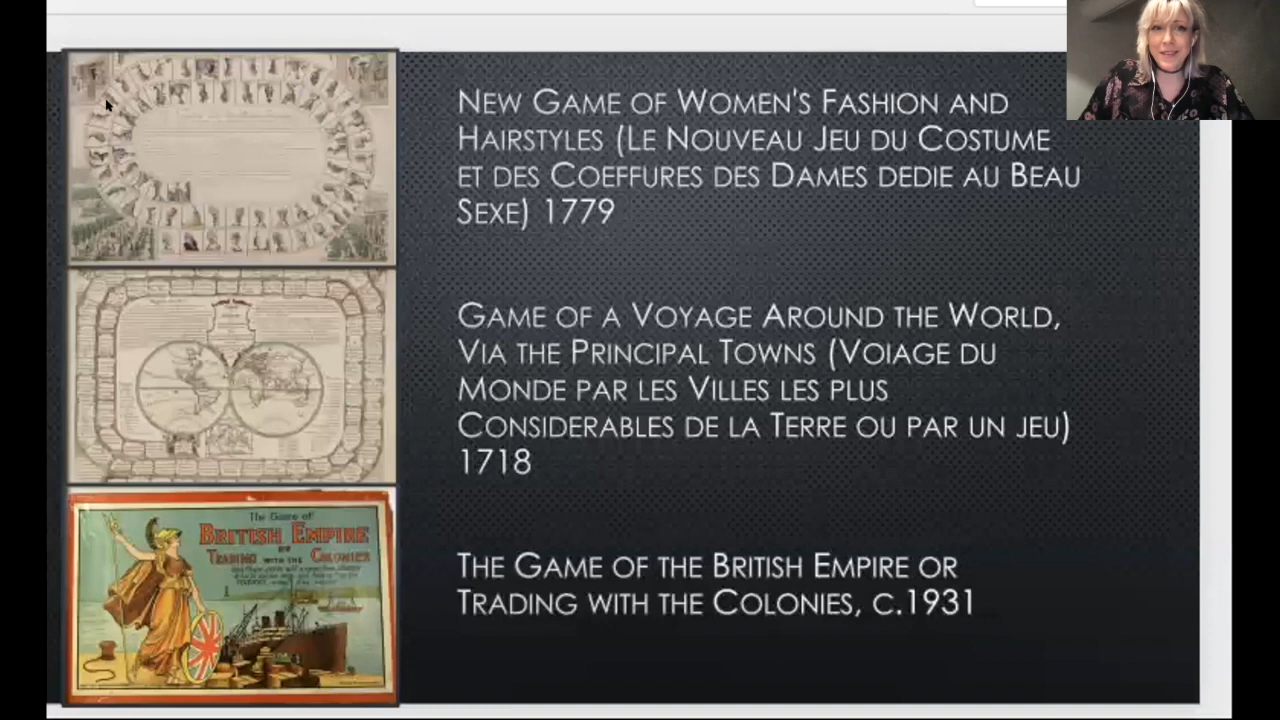 New Game of Women's Fashion and
Hairstyles (Le Nouveau Jeu du Costume
et des Coeffures des Dames dedie au Beau
Sexe) 1779
Game of a Voyage Around the World,
Via the Principal Towns (Voiage du
Monde par les Villes les plus
Considerables de la Terre ou par un jeu)
1718
The Game of
British Empire
or
Trading with the Colonies
The Game of the British Empire or
Trading with the Colonies, c.1931